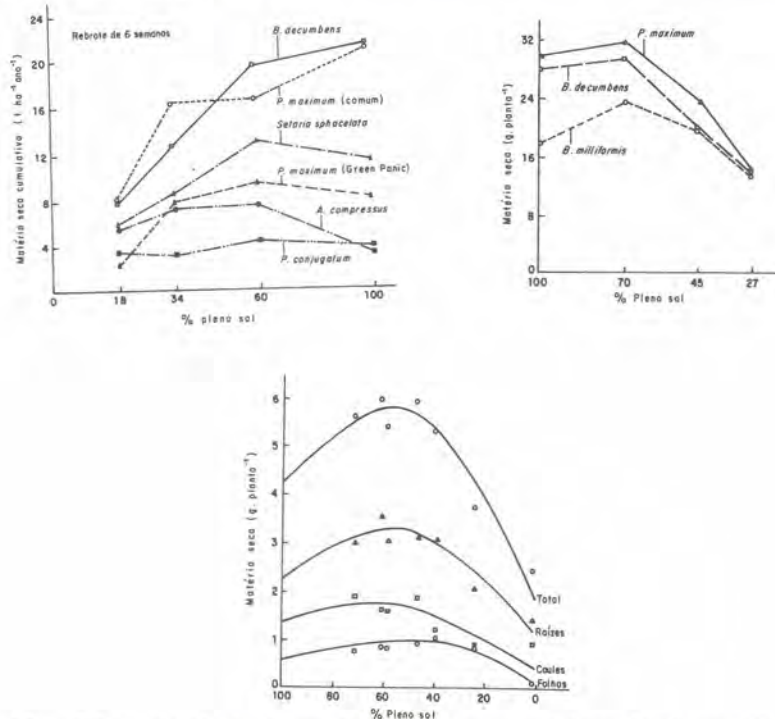 Rebrote de 6 semanas
Matéria seca cumulativo (t. ha⁻¹ ano⁻¹)
24
20
16
12
8
4
0
18
34
60
100
% pleno sol
B. decumbens
P. maximum (comum)
Setaria sphacelata
P. maximum (Green Panic)
A. compressus
P. conjugatum
Matéria seca (g. planta⁻¹)
32
24
16
8
0
100
70
45
27
% Pleno sol
P. maximum
B. decumbens
B. milliformis
Matéria seca (g. planta⁻¹)
6
5
4
3
2
1
0
100
80
60
40
20
0
% Pleno sol
Total
Raízes
Caules
Folhas